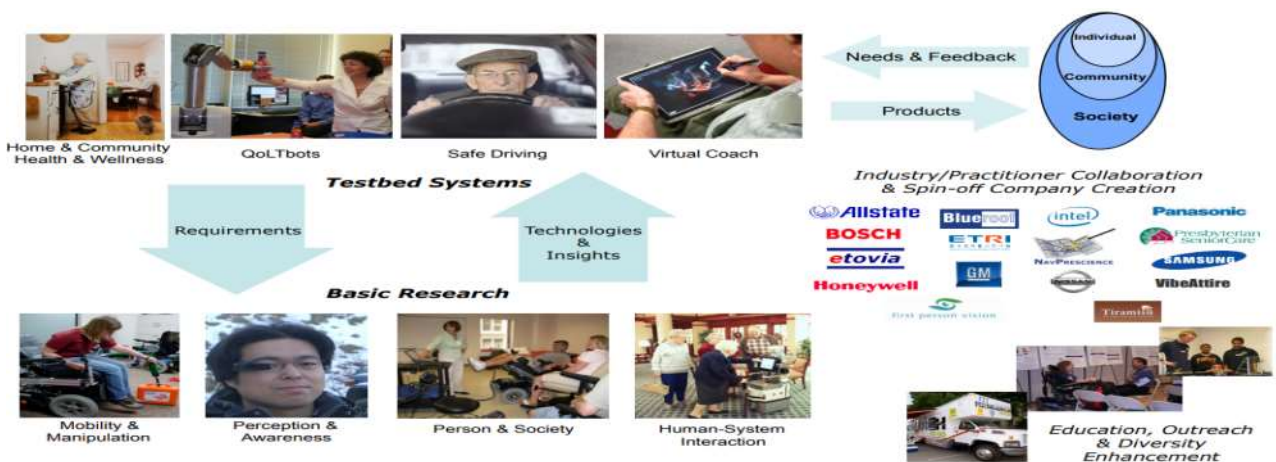 Individual
Community
Society
Needs & Feedback
Products
Home & Community
Health & Wellness
QoLTbots
Safe Driving
Virtual Coach
Testbed Systems
Requirements
Technologies
&
Insights
Basic Research
Mobility &
Manipulation
Perception &
Awareness
Person & Society
Human-System
Interaction
Industry/Practitioner Collaboration
& Spin-off Company Creation
Allstate
Blueroof
intel
Panasonic
BOSCH
ETRI
NAVPRESCIENCE
Presbyterian
SeniorCare
etovia
GM
NISSAN
SAMSUNG
Honeywell
VibeAttire
first person vision
Tiramisu
Education, Outreach
& Diversity
Enhancement